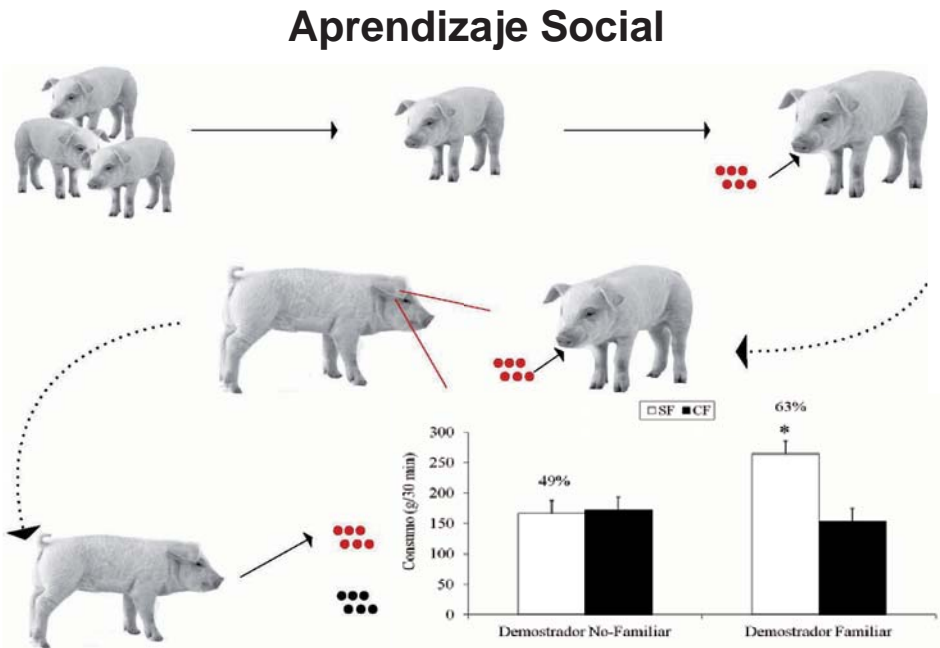 Aprendizaje Social
SF CF
63%
*
49%
Consumo (g/30 min)
300
250
200
150
100
50
0
Demostrador No-Familiar
Demostrador Familiar